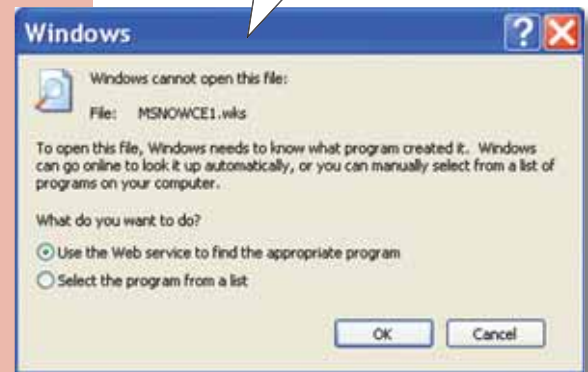 Windows
Windows cannot open this file:
File: MSNOWCE1.wks
To open this file, Windows needs to know what program created it. Windows
can go online to look it up automatically, or you can manually select from a list of
programs on your computer.
What do you want to do?
Use the Web service to find the appropriate program
Select the program from a list
OK
Cancel